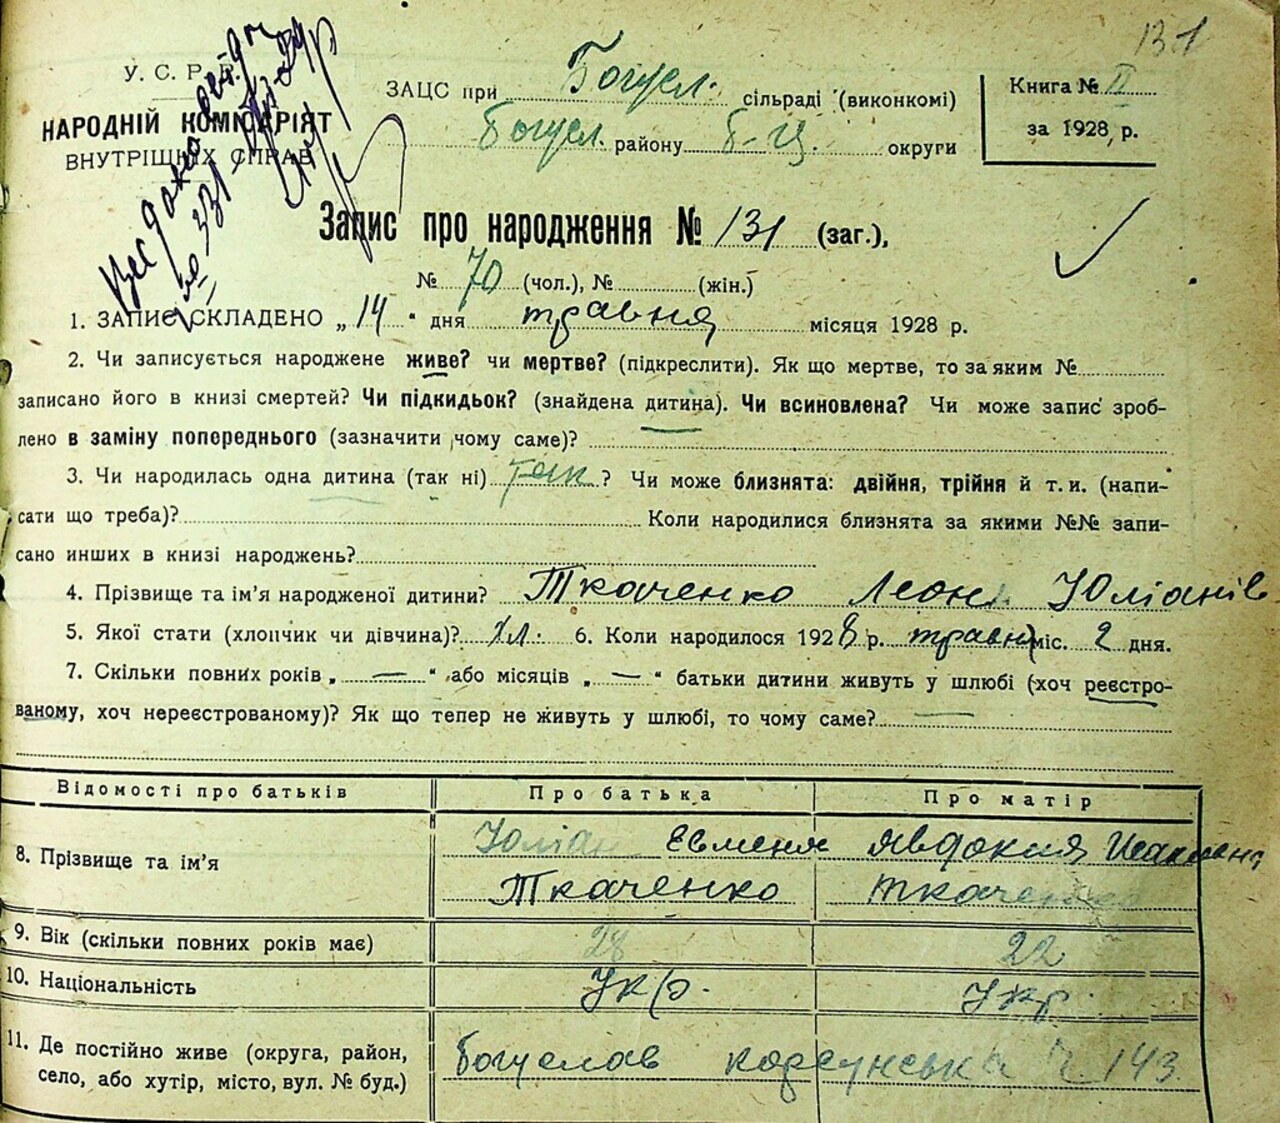 131
У. С. Р. Р.
НАРОДНІЙ КОМІСАРІЯТ
ВНУТРІШНІХ СПРАВ
ЗАЦС при Богусл. сільраді (виконкомі)
Богусл. району Б-Ц. округи
Книга № II
за 1928 р.
№ 331
Запис про народження № 131 (заг.),
№ 70 (чол.), № (жін.)
1. ЗАПИС СКЛАДЕНО „ 14 “ дня травня місяця 1928 р.
2. Чи записується народжене живе? чи мертве? (підкреслити). Як що мертве, то за яким №
записано його в книзі смертей? Чи підкидьок? (знайдена дитина). Чи всиновлена? Чи може запис зроб-
лено в заміну попереднього (зазначити чому саме)?
3. Чи народилась одна дитина (так ні) так ? Чи може близнята: двійня, трійня й т. и. (напи-
сати що треба)? Коли народилися близнята за якими №№ запи-
сано инших в книзі народжень?
4. Прізвище та ім’я народженої дитини? Ткаченко Леон Юліанів
5. Якої стати (хлопчик чи дівчина)? Хл. 6. Коли народилося 1928 р. травн міс. 2 дня.
7. Скільки повних років „ — “ або місяців „ — “ батьки дитини живуть у шлюбі (хоч реєстро-
ваному, хоч нереєстрованому)? Як що тепер не живуть у шлюбі, то чому саме? —
Відомості про батьків Про батька Про матір
8. Прізвище та ім’я Юліан Евменя Явдокия
Ткаченко Ткаченко
9. Вік (скільки повних років має) 28 22
10. Національність Укр. Укр.
11. Де постійно живе (округа, район,
село, або хутір, місто, вул. № буд.) Богуслав корсунська ч. 143